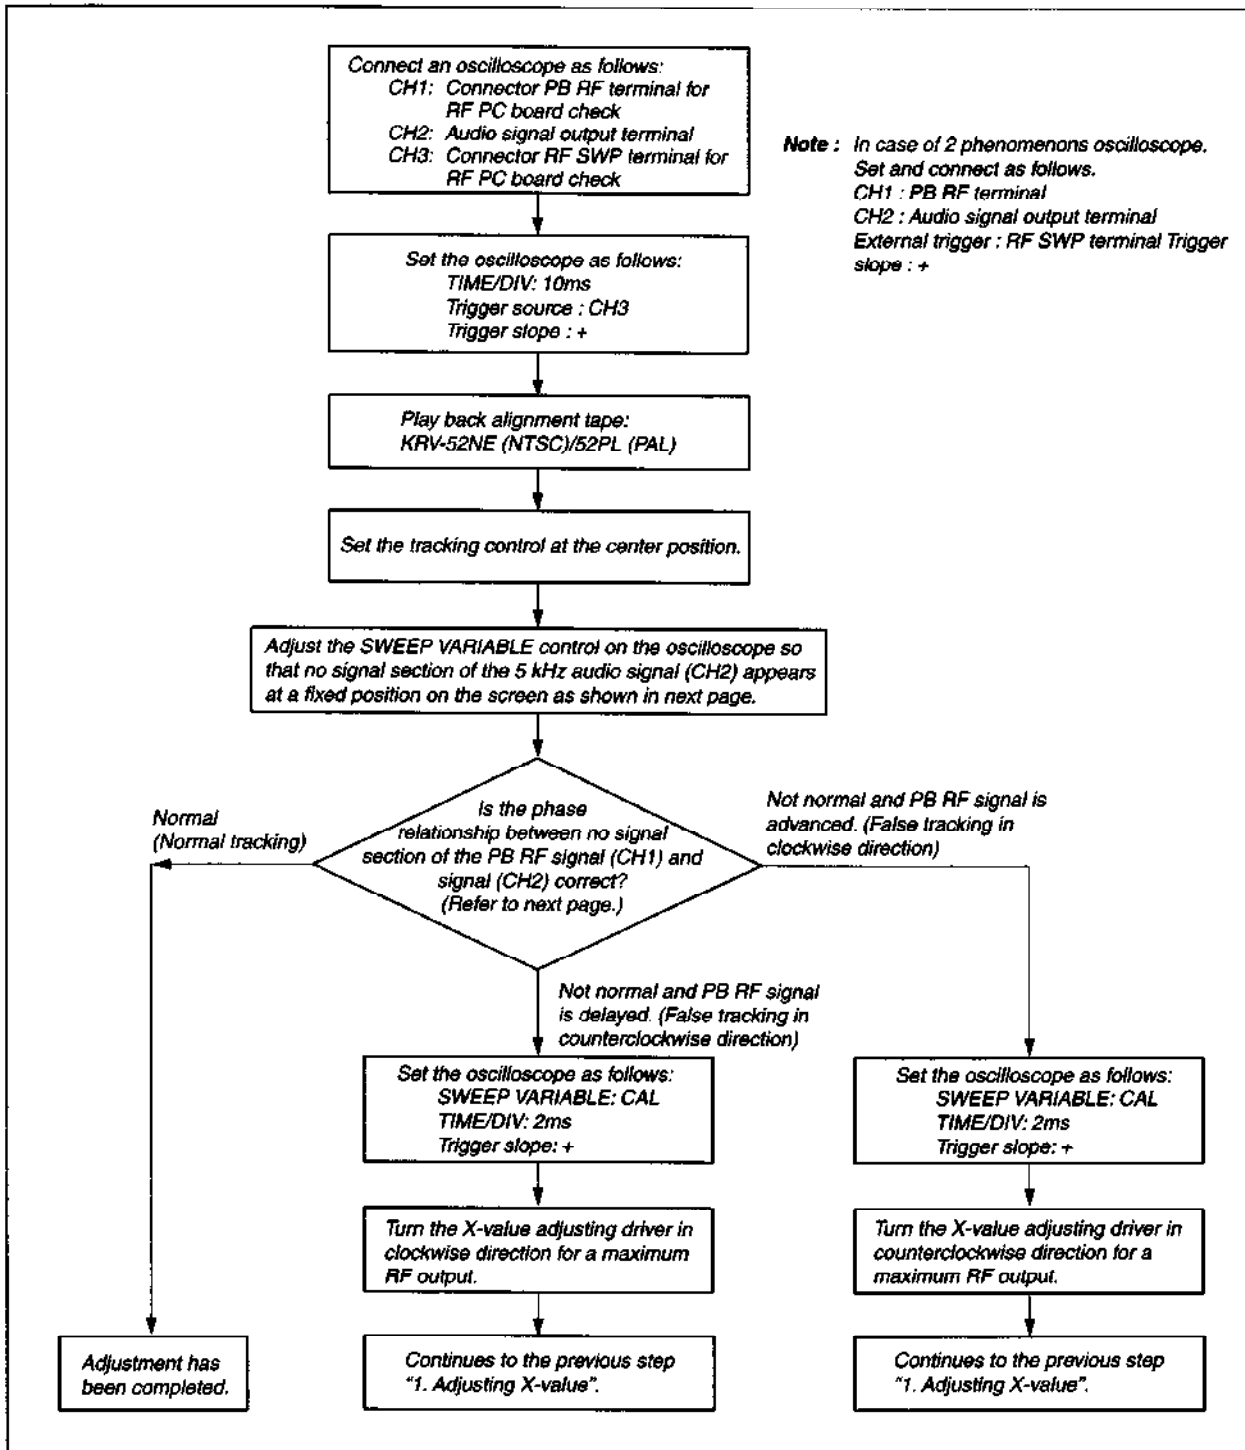 Connect an oscilloscope as follows:
CH1: Connector PB RF terminal for
RF PC board check
CH2: Audio signal output terminal
CH3: Connector RF SWP terminal for
RF PC board check
Note : In case of 2 phenomenons oscilloscope.
Set and connect as follows.
CH1 : PB RF terminal
CH2 : Audio signal output terminal
External trigger : RF SWP terminal Trigger
slope : +
Set the oscilloscope as follows:
TIME/DIV: 10ms
Trigger source : CH3
Trigger slope : +
Play back alignment tape:
KRV-52NE (NTSC)/52PL (PAL)
Set the tracking control at the center position.
Adjust the SWEEP VARIABLE control on the oscilloscope so
that no signal section of the 5 kHz audio signal (CH2) appears
at a fixed position on the screen as shown in next page.
Is the phase
relationship between no signal
section of the PB RF signal (CH1) and
signal (CH2) correct?
(Refer to next page.)
Normal
(Normal tracking)
Not normal and PB RF signal is
advanced. (False tracking in
clockwise direction)
Not normal and PB RF signal
is delayed. (False tracking in
counterclockwise direction)
Set the oscilloscope as follows:
SWEEP VARIABLE: CAL
TIME/DIV: 2ms
Trigger slope: +
Set the oscilloscope as follows:
SWEEP VARIABLE: CAL
TIME/DIV: 2ms
Trigger slope: +
Turn the X-value adjusting driver in
clockwise direction for a maximum
RF output.
Turn the X-value adjusting driver in
counterclockwise direction for a
maximum RF output.
Adjustment has
been completed.
Continues to the previous step
"1. Adjusting X-value".
Continues to the previous step
"1. Adjusting X-value".